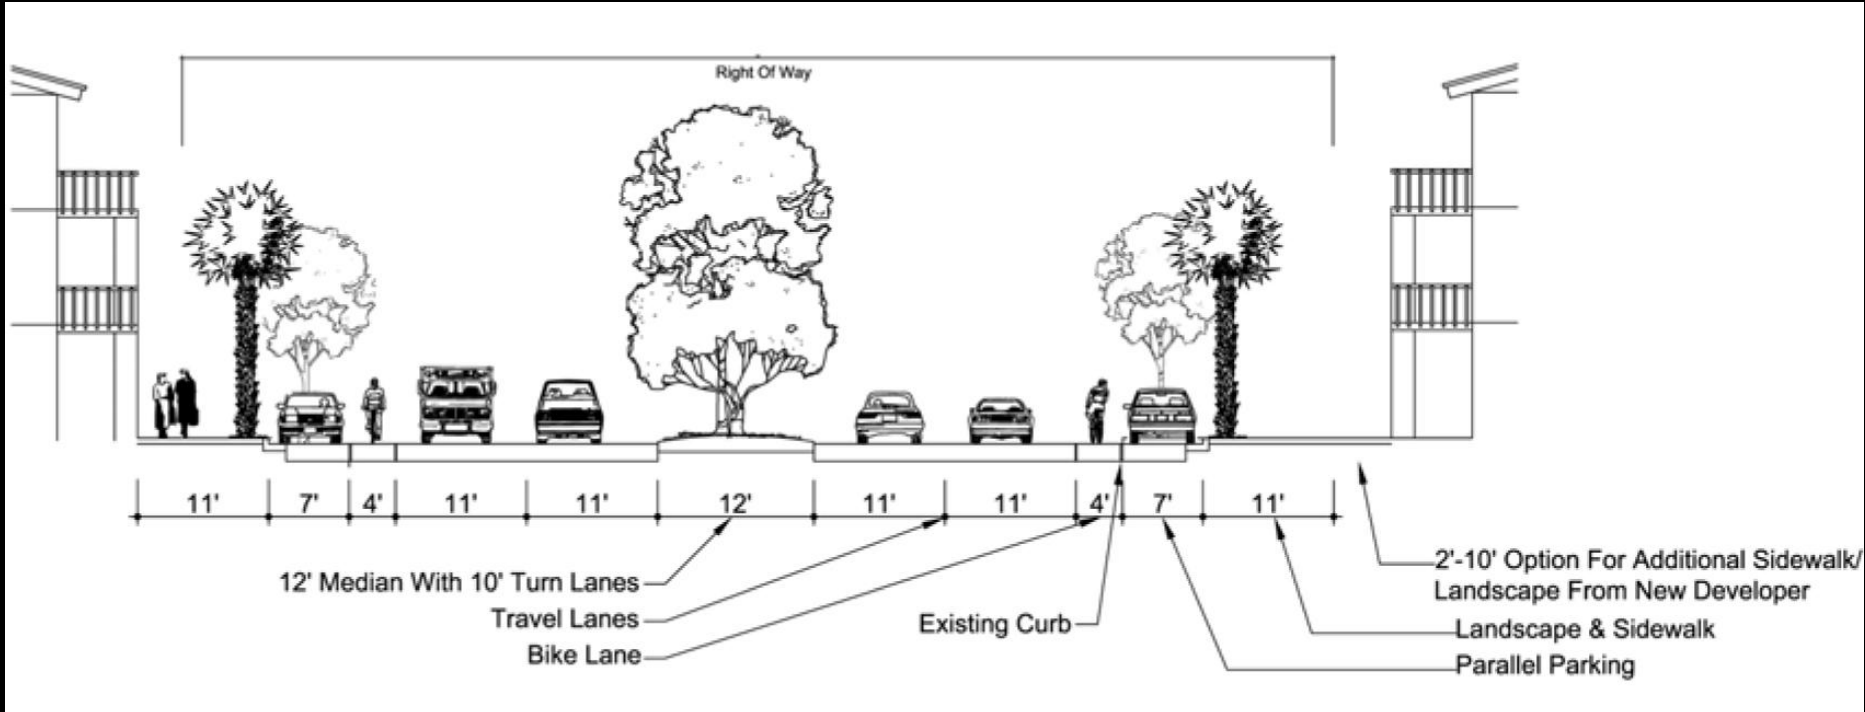 Right Of Way
11' 7' 4' 11' 11' 12' 11' 11' 4' 7' 11'
12' Median With 10' Turn Lanes
Travel Lanes
Bike Lane
Existing Curb
2'-10' Option For Additional Sidewalk/
Landscape From New Developer
Landscape & Sidewalk
Parallel Parking